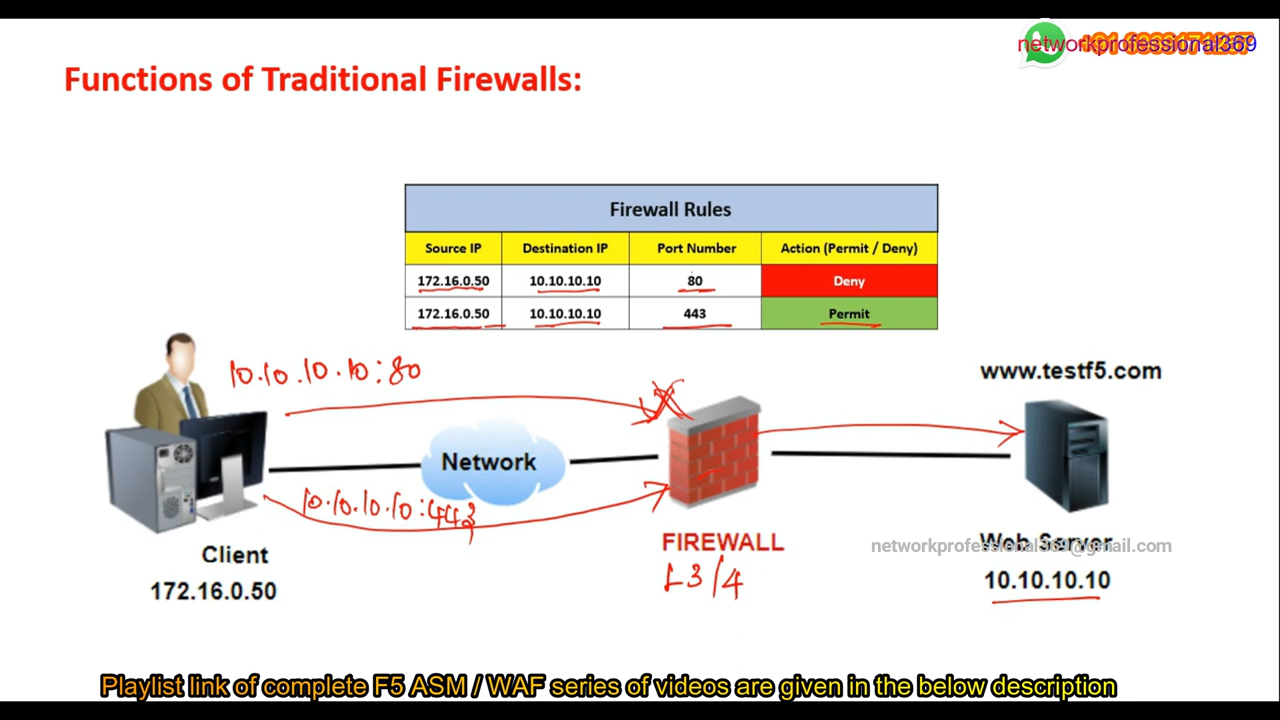 networkprofessional369
Functions of Traditional Firewalls:
Firewall Rules
Source IP Destination IP Port Number Action (Permit / Deny)
172.16.0.50 10.10.10.10 80 Deny
172.16.0.50 10.10.10.10 443 Permit
10.10.10.10:80
www.testf5.com
Network
10.10.10.10:443
FIREWALL
L3/4
Client
172.16.0.50
Web Server
networkprofessional369@gmail.com
10.10.10.10
Playlist link of complete F5 ASM / WAF series of videos are given in the below description